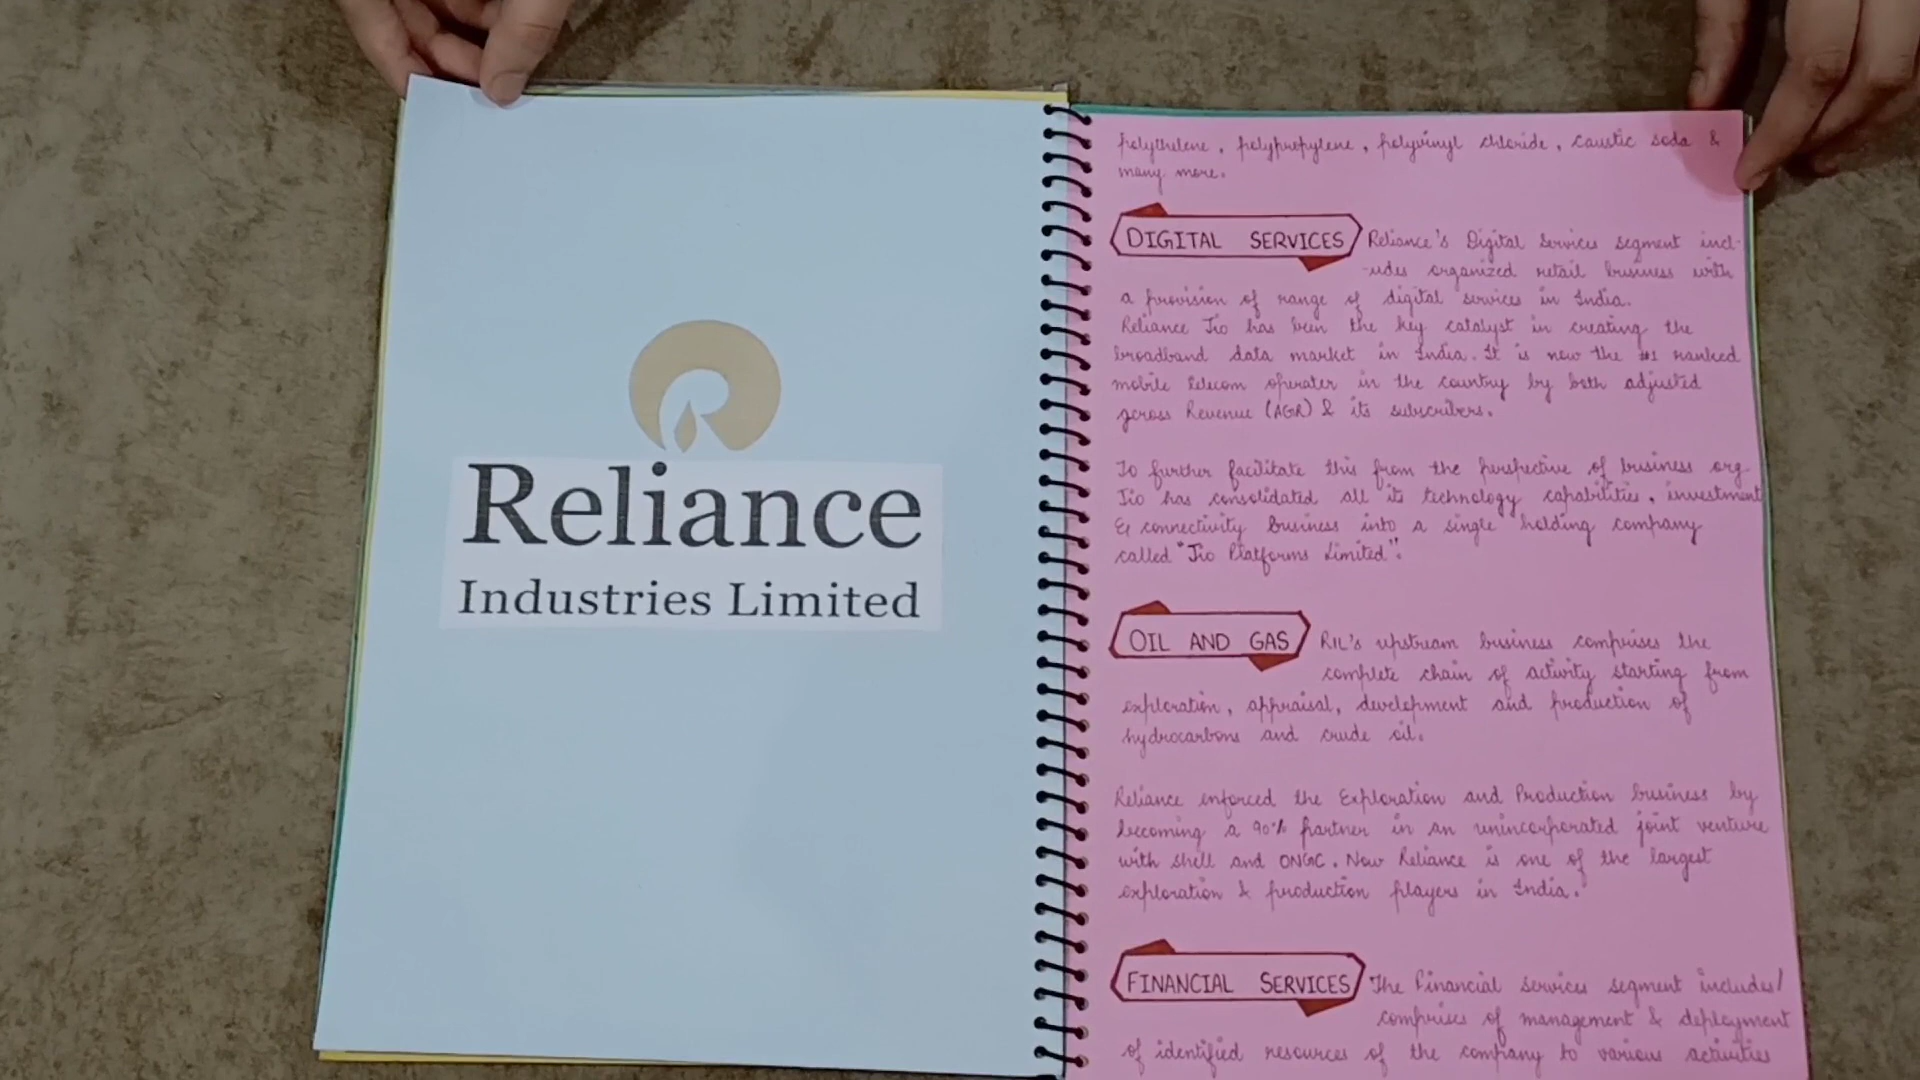 Reliance
Industries Limited
polythelene, polypropylene, polyvinyl chloride, caustic soda &
many more.
DIGITAL SERVICES Reliance's Digital Services segment incl-
-udes organized retail business with
a provision of range of digital services in India.
Reliance Jio has been the key catalyst in creating the
broadband data market in India. It is now the #1 ranked
mobile telecom operater in the country by both adjusted
gross Revenue (AGR) & its subscribers.
To further facilitate this from the perspective of business org
Jio has consolidated all its technology capabilities, investment
& connectivity business into a single holding company
called "Jio Platforms Limited".
OIL AND GAS RIL's upstream business comprises the
complete chain of activity starting from
exploration, appraisal, development and production of
hydrocarbons and crude oil.
Reliance enforced the Exploration and Production business by
becoming a 90% partner in an unincorporated joint venture
with shell and ONGC. Now Reliance is one of the largest
exploration & production players in India.
FINANCIAL SERVICES The Financial services segment includes/
comprises of management & deployment
of identified resources of the company to various activities